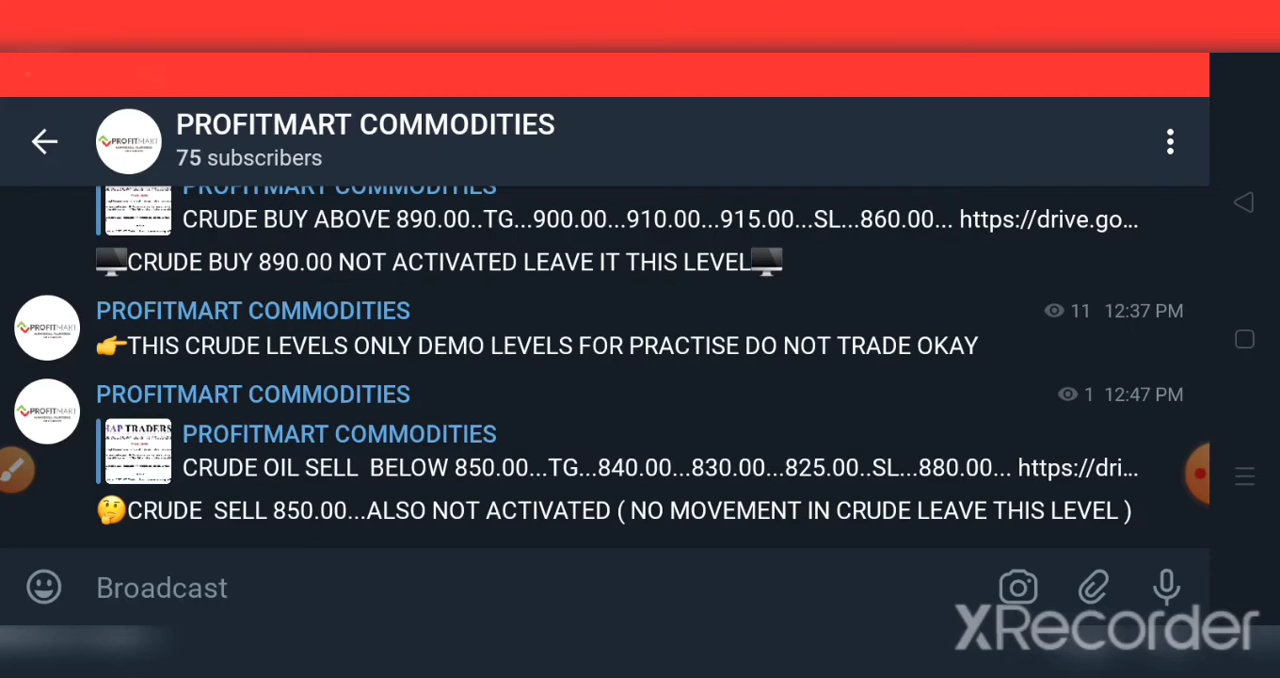 PROFITMART COMMODITIES
75 subscribers
PROFITMART COMMODITIES
CRUDE BUY ABOVE 890.00..TG...900.00...910.00...915.00...SL...860.00... https://drive.go...
CRUDE BUY 890.00 NOT ACTIVATED LEAVE IT THIS LEVEL
PROFITMART COMMODITIES 11 12:37 PM
👉THIS CRUDE LEVELS ONLY DEMO LEVELS FOR PRACTISE DO NOT TRADE OKAY
PROFITMART COMMODITIES 1 12:47 PM
PROFITMART COMMODITIES
CRUDE OIL SELL BELOW 850.00...TG...840.00...830.00...825.00..SL...880.00... https://dri...
🤔CRUDE SELL 850.00...ALSO NOT ACTIVATED ( NO MOVEMENT IN CRUDE LEAVE THIS LEVEL )
Broadcast
XRecorder